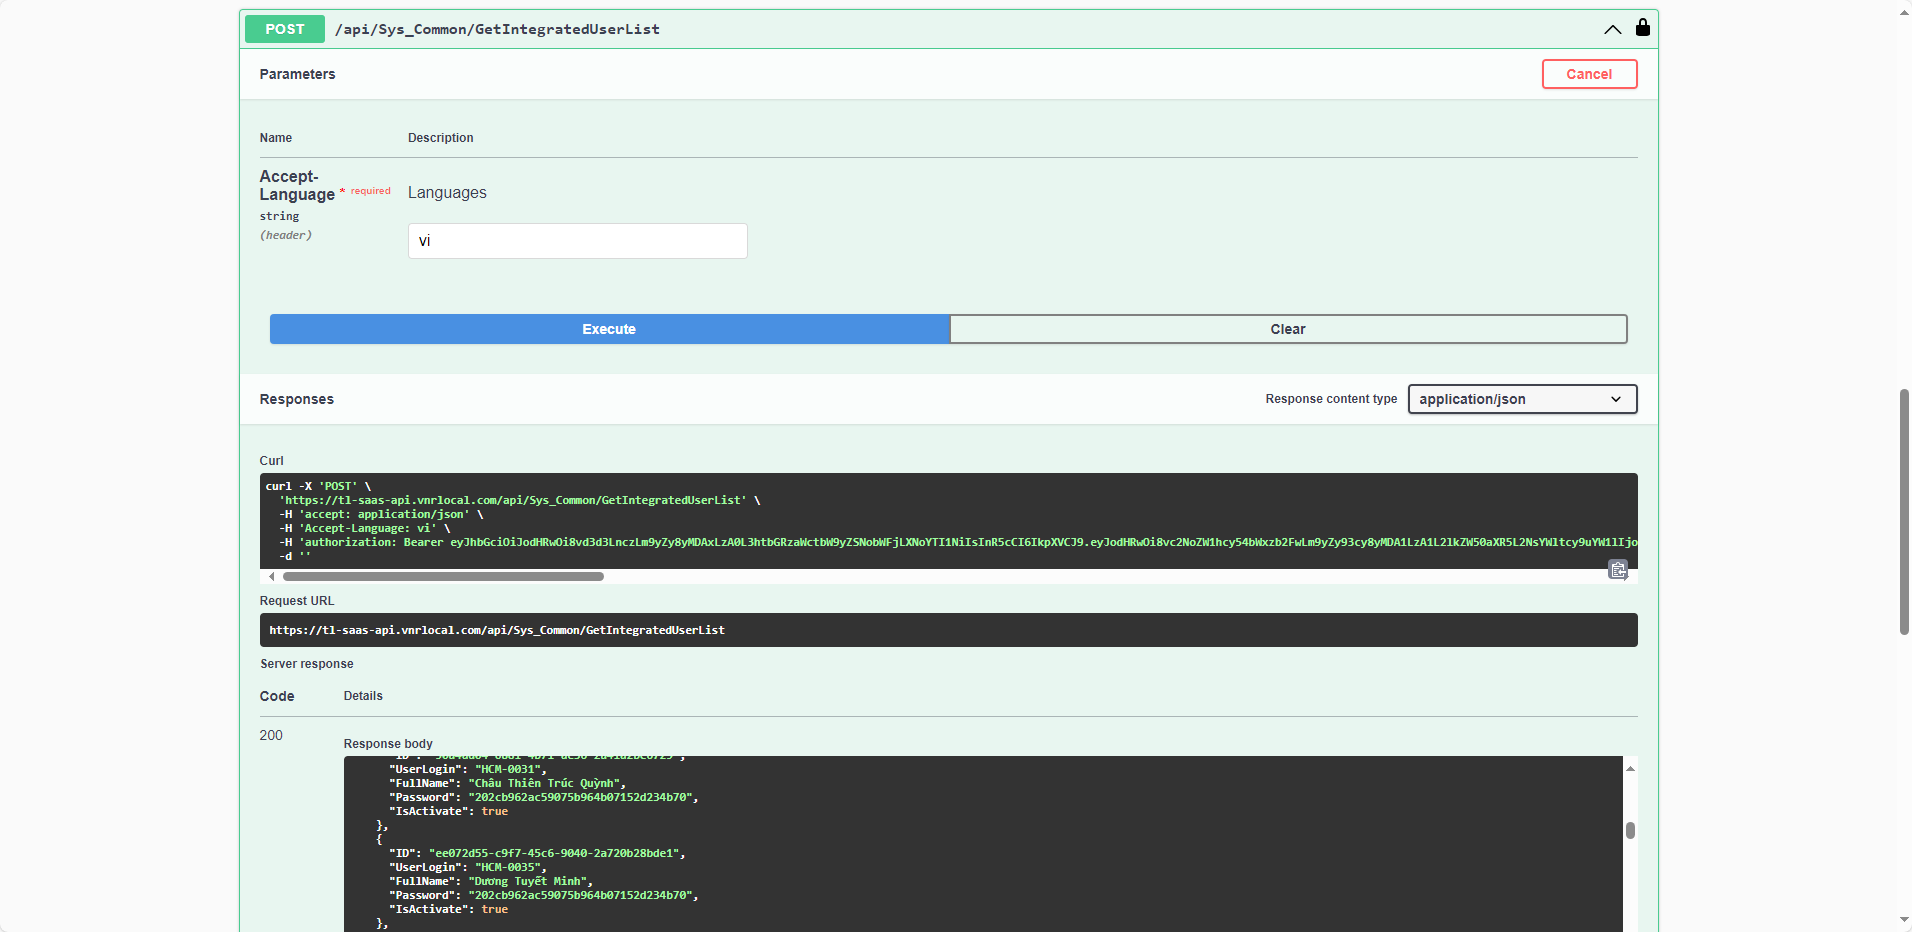 POST /api/Sys_Common/GetIntegratedUserList
Parameters
Cancel
Name Description
Accept-
Language * required
string
(header)
Languages
vi
Execute Clear
Responses
Response content type application/json
Curl
curl -X 'POST' \
'https://tl-saas-api.vnrlocal.com/api/Sys_Common/GetIntegratedUserList' \
-H 'accept: application/json' \
-H 'Accept-Language: vi' \
-H 'authorization: Bearer eyJhbGciOiJodHRwOi8vd3d3LnczLm9yZy8yMDAxLzA0L3htbGRzaWctbW9yZSNobWFjLXNoYTI1NiIsInR5cCI6IkpXVCJ9.eyJodHRwOi8vc2NoZW1hcy54bWxzb2FwLm9yZy93cy8yMDA1LzA1L2lkZW50aXR5L2NsYWltcy9uYW1lIjo
-d ''
Request URL
https://tl-saas-api.vnrlocal.com/api/Sys_Common/GetIntegratedUserList
Server response
Code Details
200
Response body
"UserLogin": "HCM-0031",
"FullName": "Châu Thiên Trúc Quỳnh",
"Password": "202cb962ac59075b964b07152d234b70",
"IsActivate": true
},
{
"ID": "ee072d55-c9f7-45c6-9040-2a720b28bde1",
"UserLogin": "HCM-0035",
"FullName": "Dương Tuyết Minh",
"Password": "202cb962ac59075b964b07152d234b70",
"IsActivate": true
},